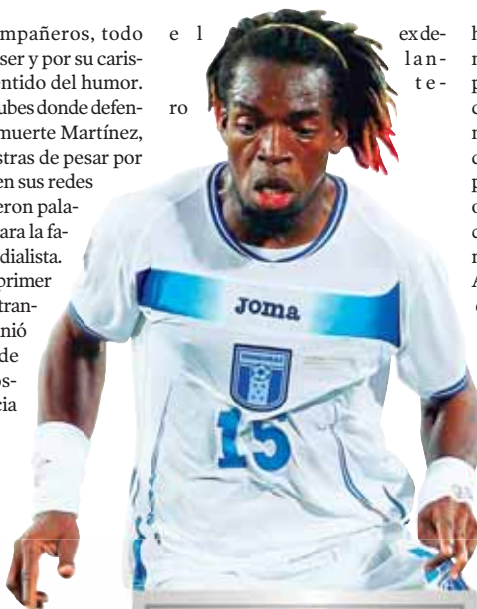 mpañeros, todo
ser y por su caris-
ntido del humor.
ubes donde defen-
muerte Martínez,
stras de pesar por
en sus redes
eron pala-
ara la fa-
dialista.
primer
tran-
nió
de
os-
cia
e l exde-
lan-
te-
ro
Joma
HONDURAS
15